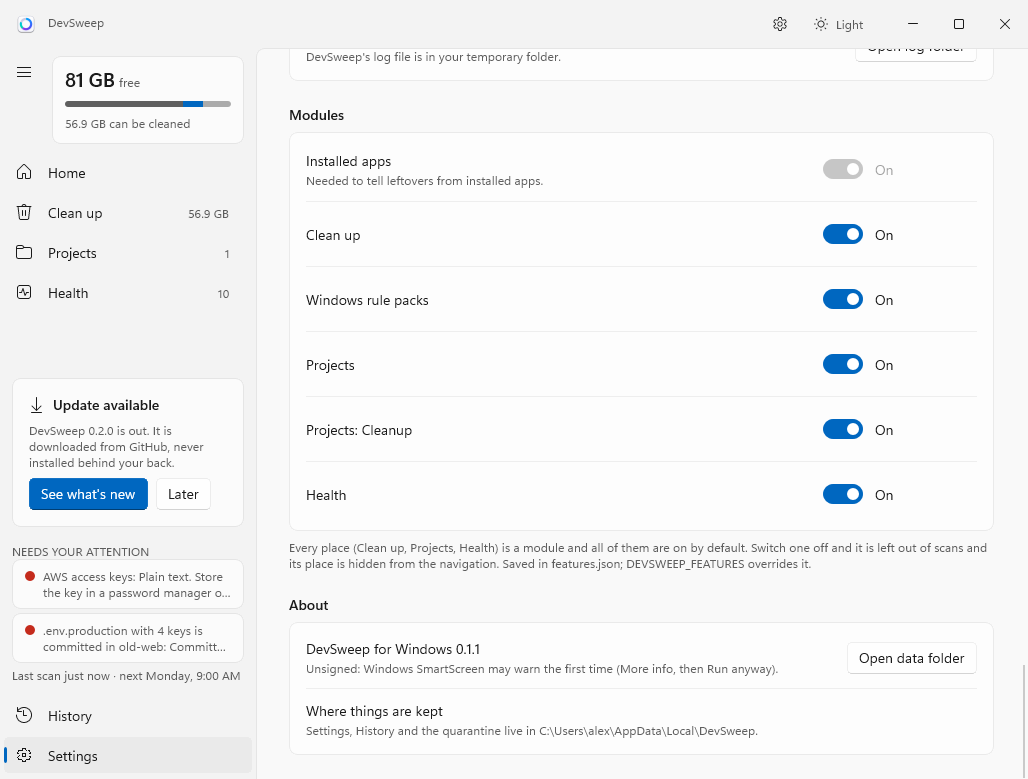 DevSweep
Light
81 GB free
56.9 GB can be cleaned
Home
Clean up 56.9 GB
Projects 1
Health 10
Update available
DevSweep 0.2.0 is out. It is
downloaded from GitHub, never
installed behind your back.
See what's new
Later
NEEDS YOUR ATTENTION
AWS access keys: Plain text. Store
the key in a password manager o...
.env.production with 4 keys is
committed in old-web: Committ...
Last scan just now · next Monday, 9:00 AM
History
Settings
DevSweep's log file is in your temporary folder.
Open log folder
Modules
Installed apps
Needed to tell leftovers from installed apps.
On
Clean up
On
Windows rule packs
On
Projects
On
Projects: Cleanup
On
Health
On
Every place (Clean up, Projects, Health) is a module and all of them are on by default. Switch one off and it is left out of scans and
its place is hidden from the navigation. Saved in features.json; DEVSWEEP_FEATURES overrides it.
About
DevSweep for Windows 0.1.1
Unsigned: Windows SmartScreen may warn the first time (More info, then Run anyway).
Open data folder
Where things are kept
Settings, History and the quarantine live in C:\Users\alex\AppData\Local\DevSweep.